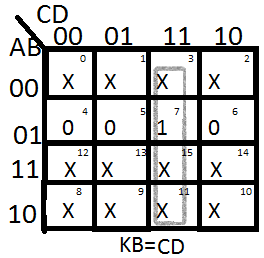 CD
AB 00 01 11 10
0 1 3 2
00 X X X X
4 5 7 6
01 0 0 1 0
12 13 15 14
11 X X X X
8 9 11 10
10 X X X X
KB=CD